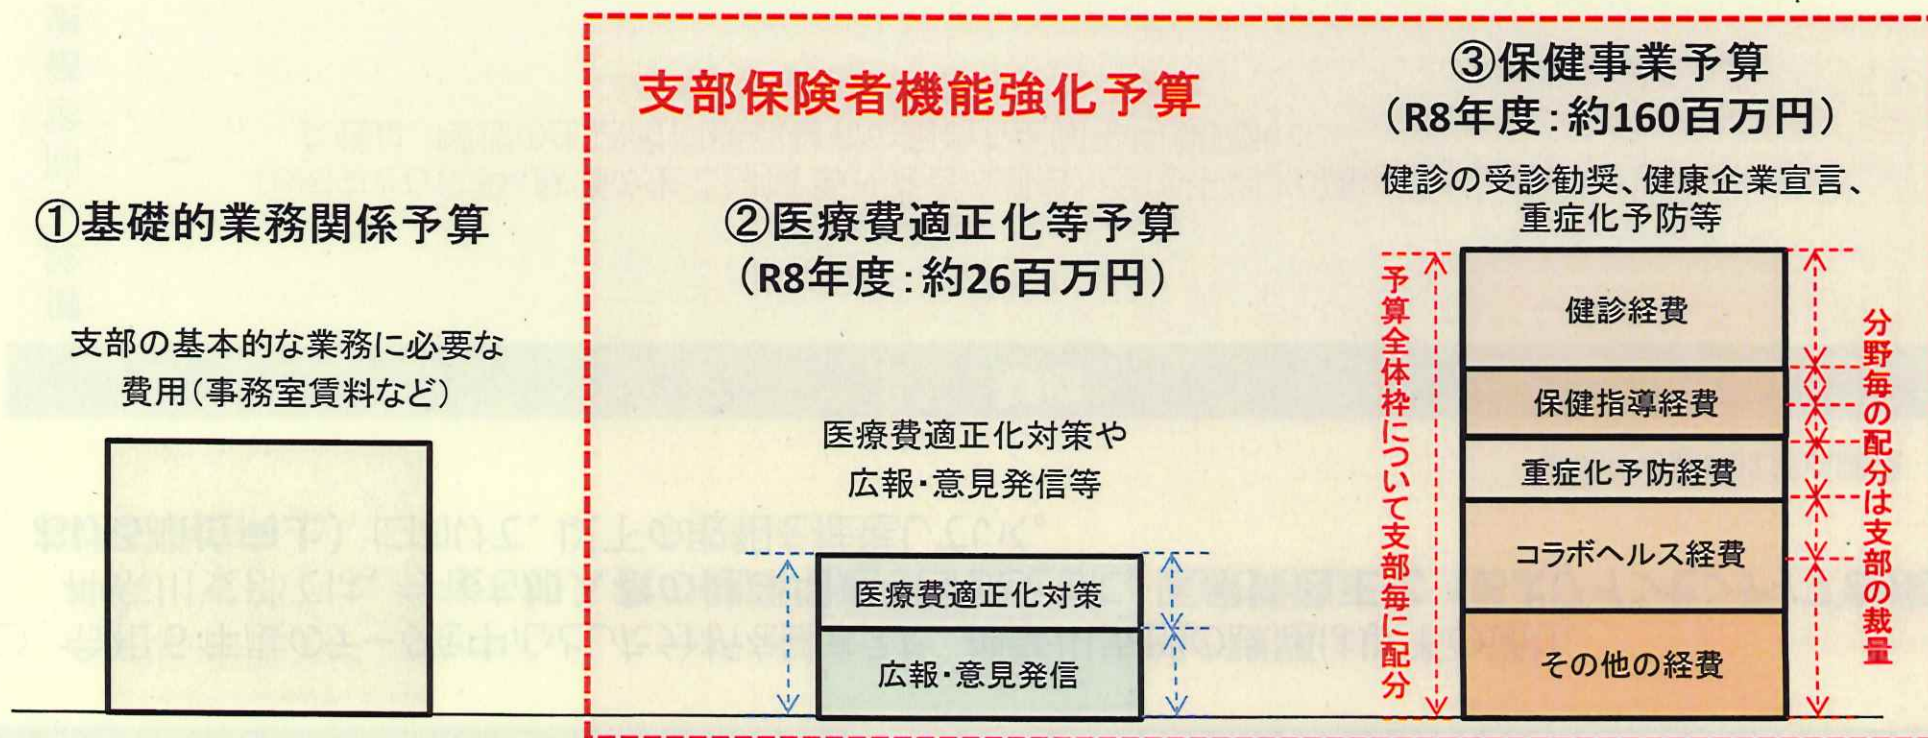 支部保険者機能強化予算
①基礎的業務関係予算
支部の基本的な業務に必要な
費用(事務室賃料など)
②医療費適正化等予算
(R8年度:約26百万円)
医療費適正化対策や
広報・意見発信等
医療費適正化対策
広報・意見発信
③保健事業予算
(R8年度:約160百万円)
健診の受診勧奨、健康企業宣言、
重症化予防等
予算全体枠について支部毎に配分
健診経費
保健指導経費
重症化予防経費
コラボヘルス経費
その他の経費
分野毎の配分は支部の裁量